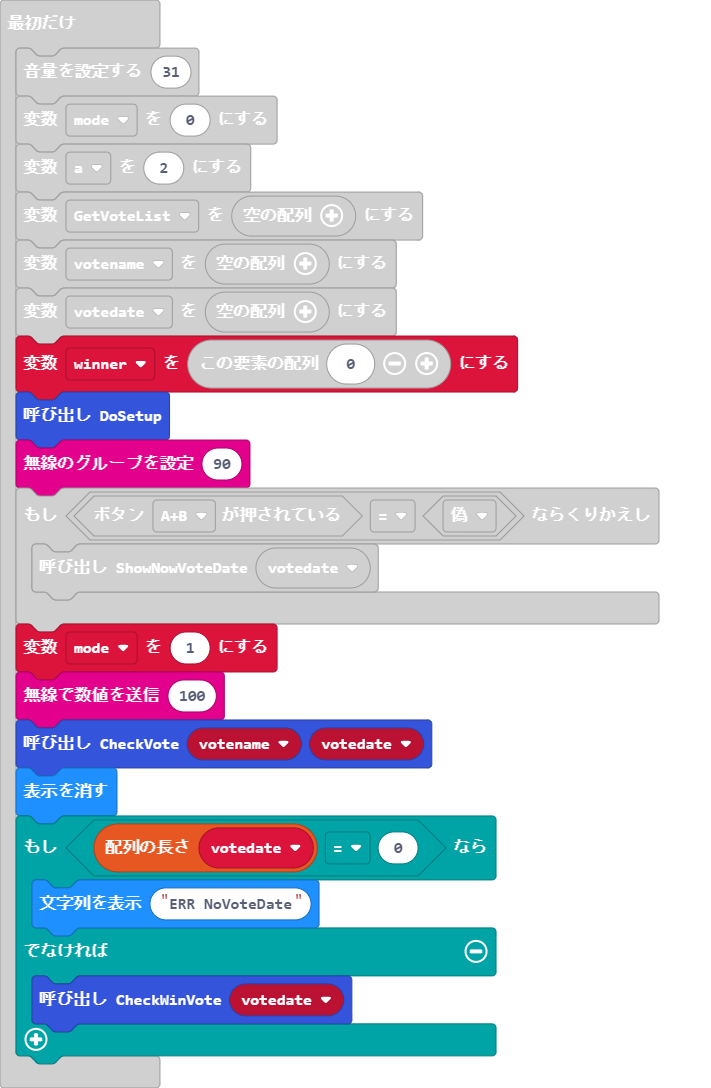 最初だけ
音量を設定する 31
変数 mode を 0 にする
変数 a を 2 にする
変数 GetVoteList を 空の配列 にする
変数 votename を 空の配列 にする
変数 votedate を 空の配列 にする
変数 winner を この要素の配列 0 にする
呼び出し DoSetup
無線のグループを設定 90
もし ボタン A+B が押されている = 偽 ならくりかえし
呼び出し ShowNowVoteDate votedate
変数 mode を 1 にする
無線で数値を送信 100
呼び出し CheckVote votename votedate
表示を消す
もし 配列の長さ votedate = 0 なら
文字列を表示 "ERR NoVoteDate"
でなければ
呼び出し CheckWinVote votedate